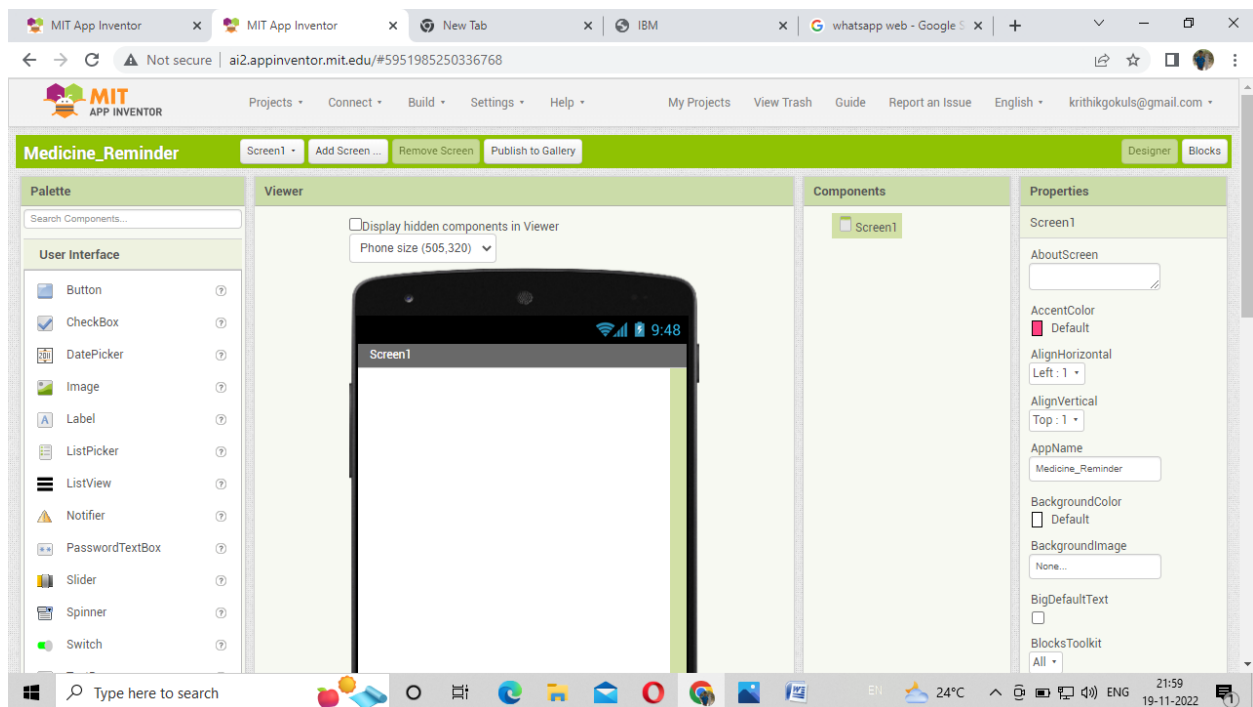 MIT App Inventor
MIT App Inventor
New Tab
IBM
whatsapp web - Google S
Not secure | ai2.appinventor.mit.edu/#5951985250336768
MIT
APP INVENTOR
Projects Connect Build Settings Help My Projects View Trash Guide Report an Issue English krithikgokuls@gmail.com
Medicine_Reminder
Screen1 Add Screen ... Remove Screen Publish to Gallery Designer Blocks
Palette
Search Components...
User Interface
Button
CheckBox
DatePicker
Image
Label
ListPicker
ListView
Notifier
PasswordTextBox
Slider
Spinner
Switch
Viewer
Display hidden components in Viewer
Phone size (505,320)
9:48
Screen1
Components
Screen1
Properties
Screen1
AboutScreen
AccentColor
Default
AlignHorizontal
Left : 1
AlignVertical
Top : 1
AppName
Medicine_Reminder
BackgroundColor
Default
BackgroundImage
None...
BigDefaultText
BlocksToolkit
All
Type here to search
EN
24°C
ENG
21:59
19-11-2022
1